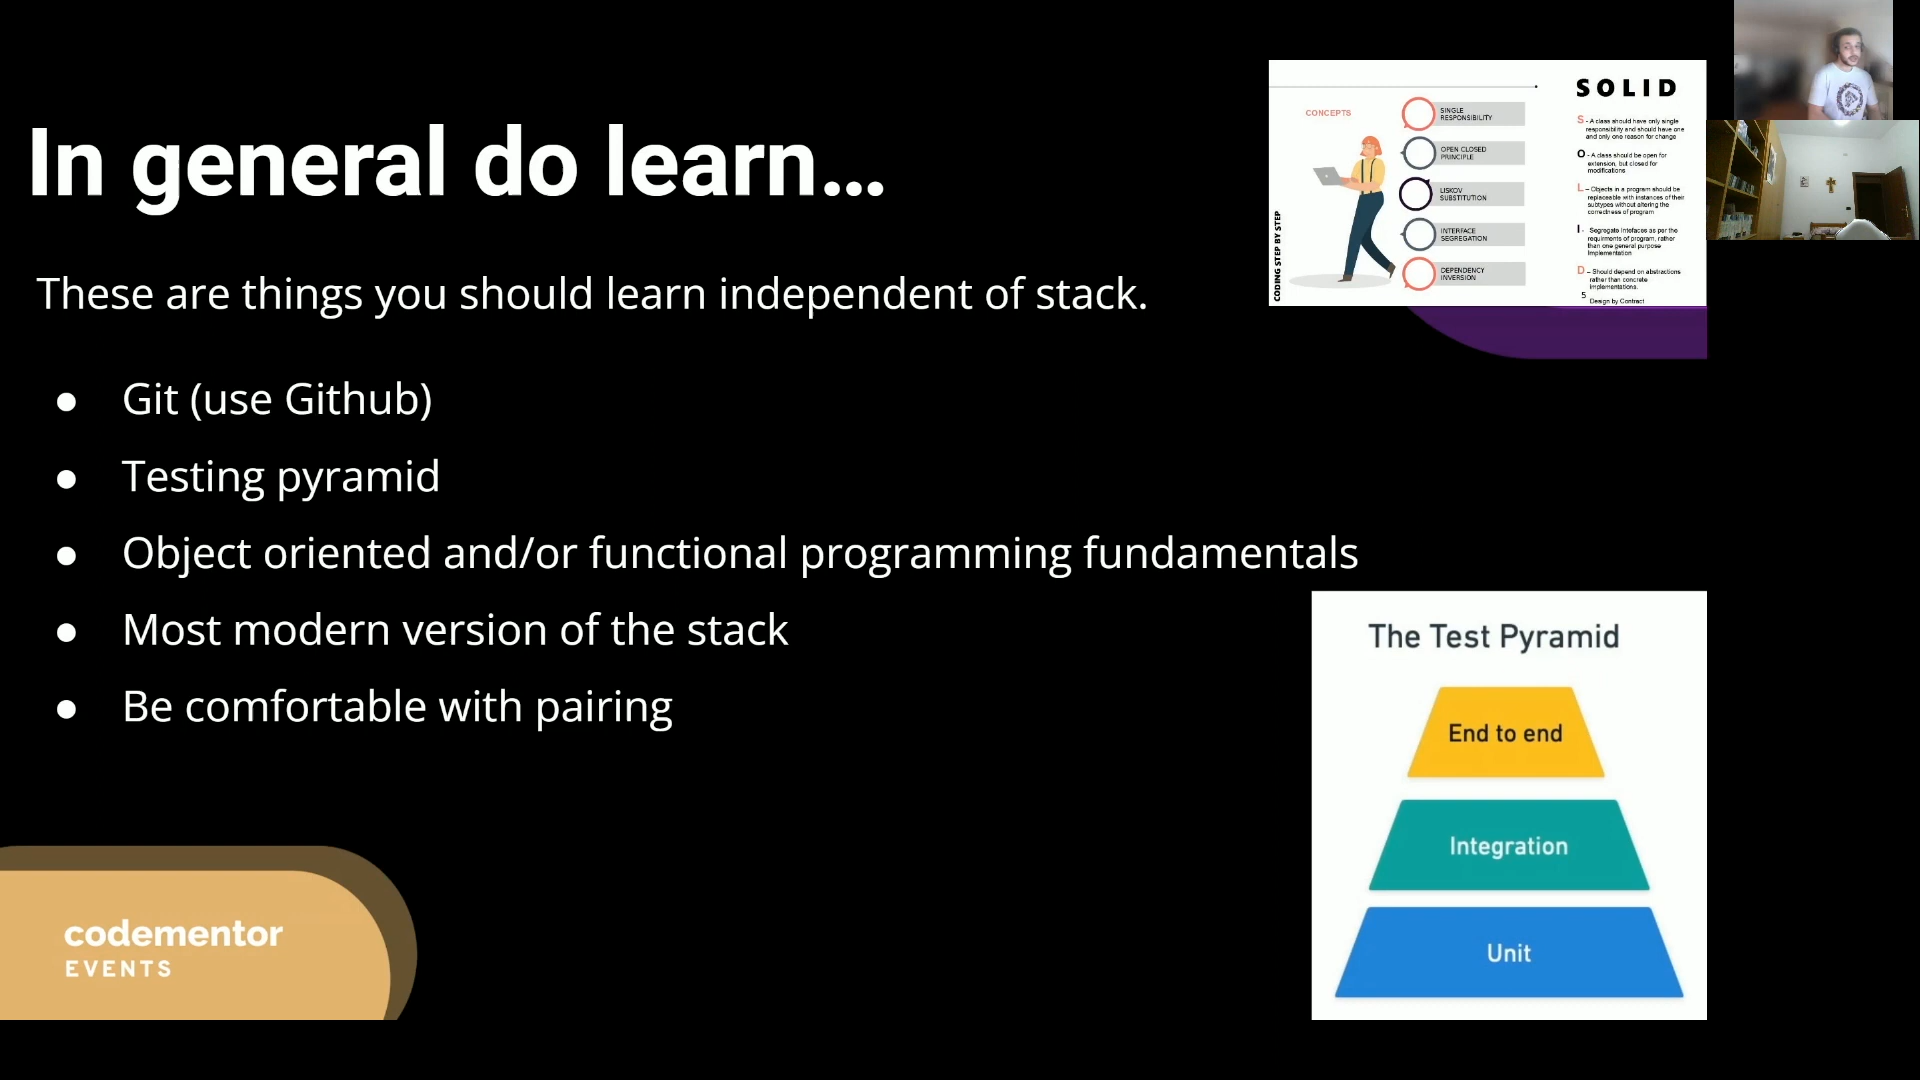 In general do learn...
These are things you should learn independent of stack.
● Git (use Github)
● Testing pyramid
● Object oriented and/or functional programming fundamentals
● Most modern version of the stack
● Be comfortable with pairing
CONCEPTS
SINGLE
RESPONSIBILITY
OPEN CLOSED
PRINCIPLE
LISKOV
SUBSTITUTION
INTERFACE
SEGREGATION
DEPENDENCY
INVERSION
CODING STEP BY STEP
SOLID
S - A class should have only single
responsibility and should have one
and only one reason for change
O - A class should be open for
extension, but closed for
modifications
L – Objects in a program should be
replaceable with instances of their
subtypes without altering the
correctness of program
I - Segregate Intefaces as per the
requirments of program, rather
than one general purpose
Implementation
D – Should depend on abstractions
rather than concrete
implementations.
5
Design by Contract
The Test Pyramid
End to end
Integration
Unit
codementor
EVENTS